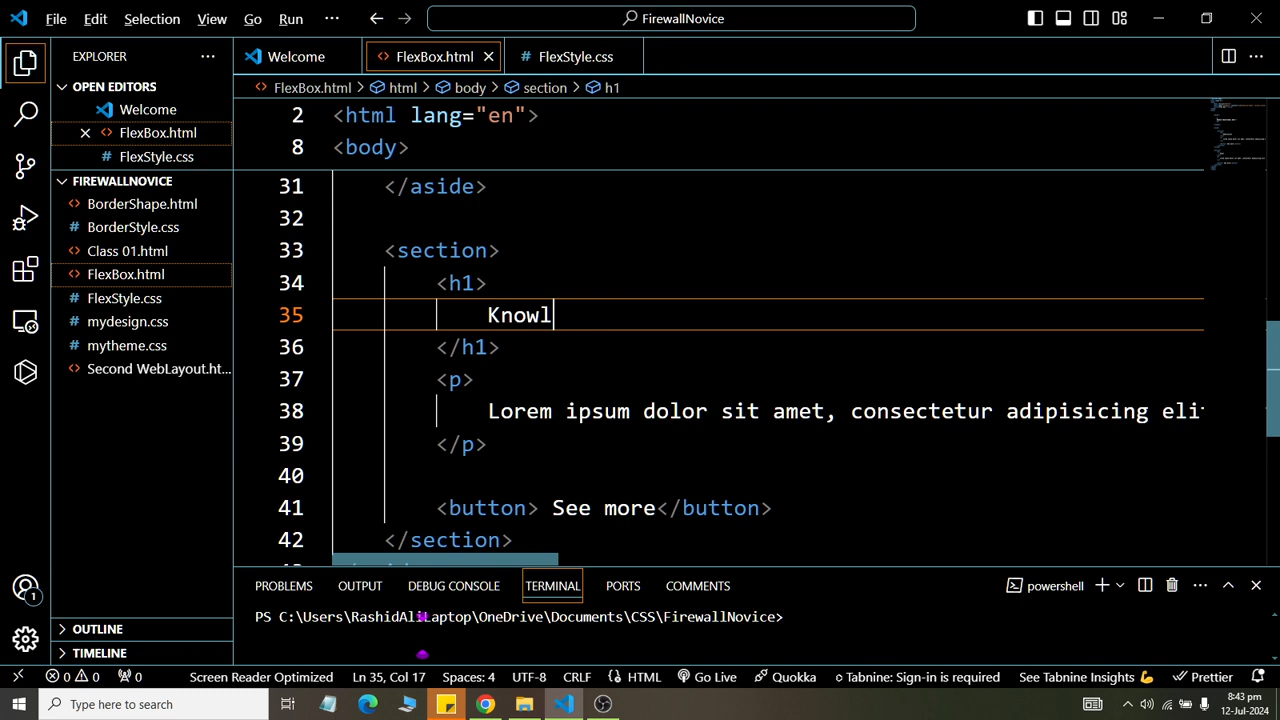 File Edit Selection View Go Run ··· FirewallNovice
EXPLORER ···
Welcome FlexBox.html FlexStyle.css ···
OPEN EDITORS
Welcome
FlexBox.html
FlexStyle.css
FIREWALLNOVICE
BorderShape.html
BorderStyle.css
Class 01.html
FlexBox.html
FlexStyle.css
mydesign.css
mytheme.css
Second WebLayout.ht...
OUTLINE
TIMELINE
FlexBox.html > html > body > section > h1
2 <html lang="en">
8 <body>
31 </aside>
32
33 <section>
34 <h1>
35 Knowl
36 </h1>
37 <p>
38 Lorem ipsum dolor sit amet, consectetur adipisicing elit
39 </p>
40
41 <button> See more</button>
42 </section>
PROBLEMS OUTPUT DEBUG CONSOLE TERMINAL PORTS COMMENTS powershell ···
PS C:\Users\RashidAliLaptop\OneDrive\Documents\CSS\FirewallNovice>
1
0 0 0 Screen Reader Optimized Ln 35, Col 17 Spaces: 4 UTF-8 CRLF HTML Go Live Quokka Tabnine: Sign-in is required See Tabnine Insights Prettier
Type here to search
8:43 pm
12-Jul-2024